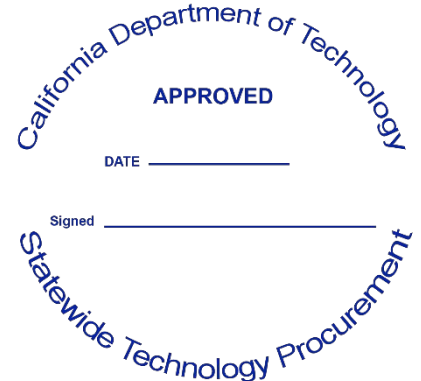 California Department of Technology
APPROVED
DATE
Signed
Statewide Technology Procurement